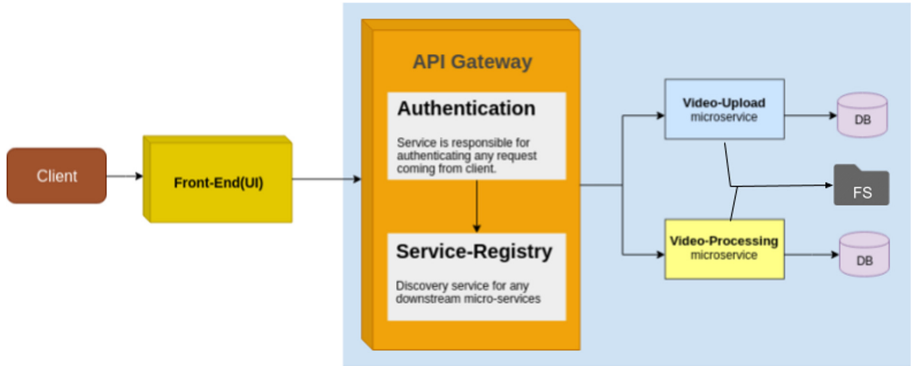 Client
Front-End(UI)
API Gateway
Authentication
Service is responsible for
authenticating any request
coming from client.
Service-Registry
Discovery service for any
downstream micro-services
Video-Upload
microservice
DB
FS
Video-Processing
microservice
DB